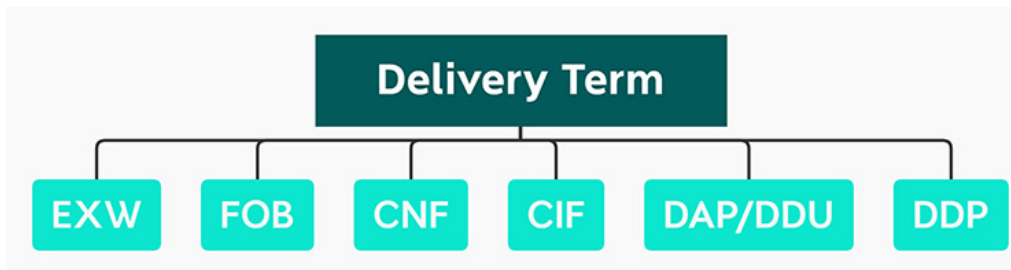 Delivery Term
EXW
FOB
CNF
CIF
DAP/DDU
DDP